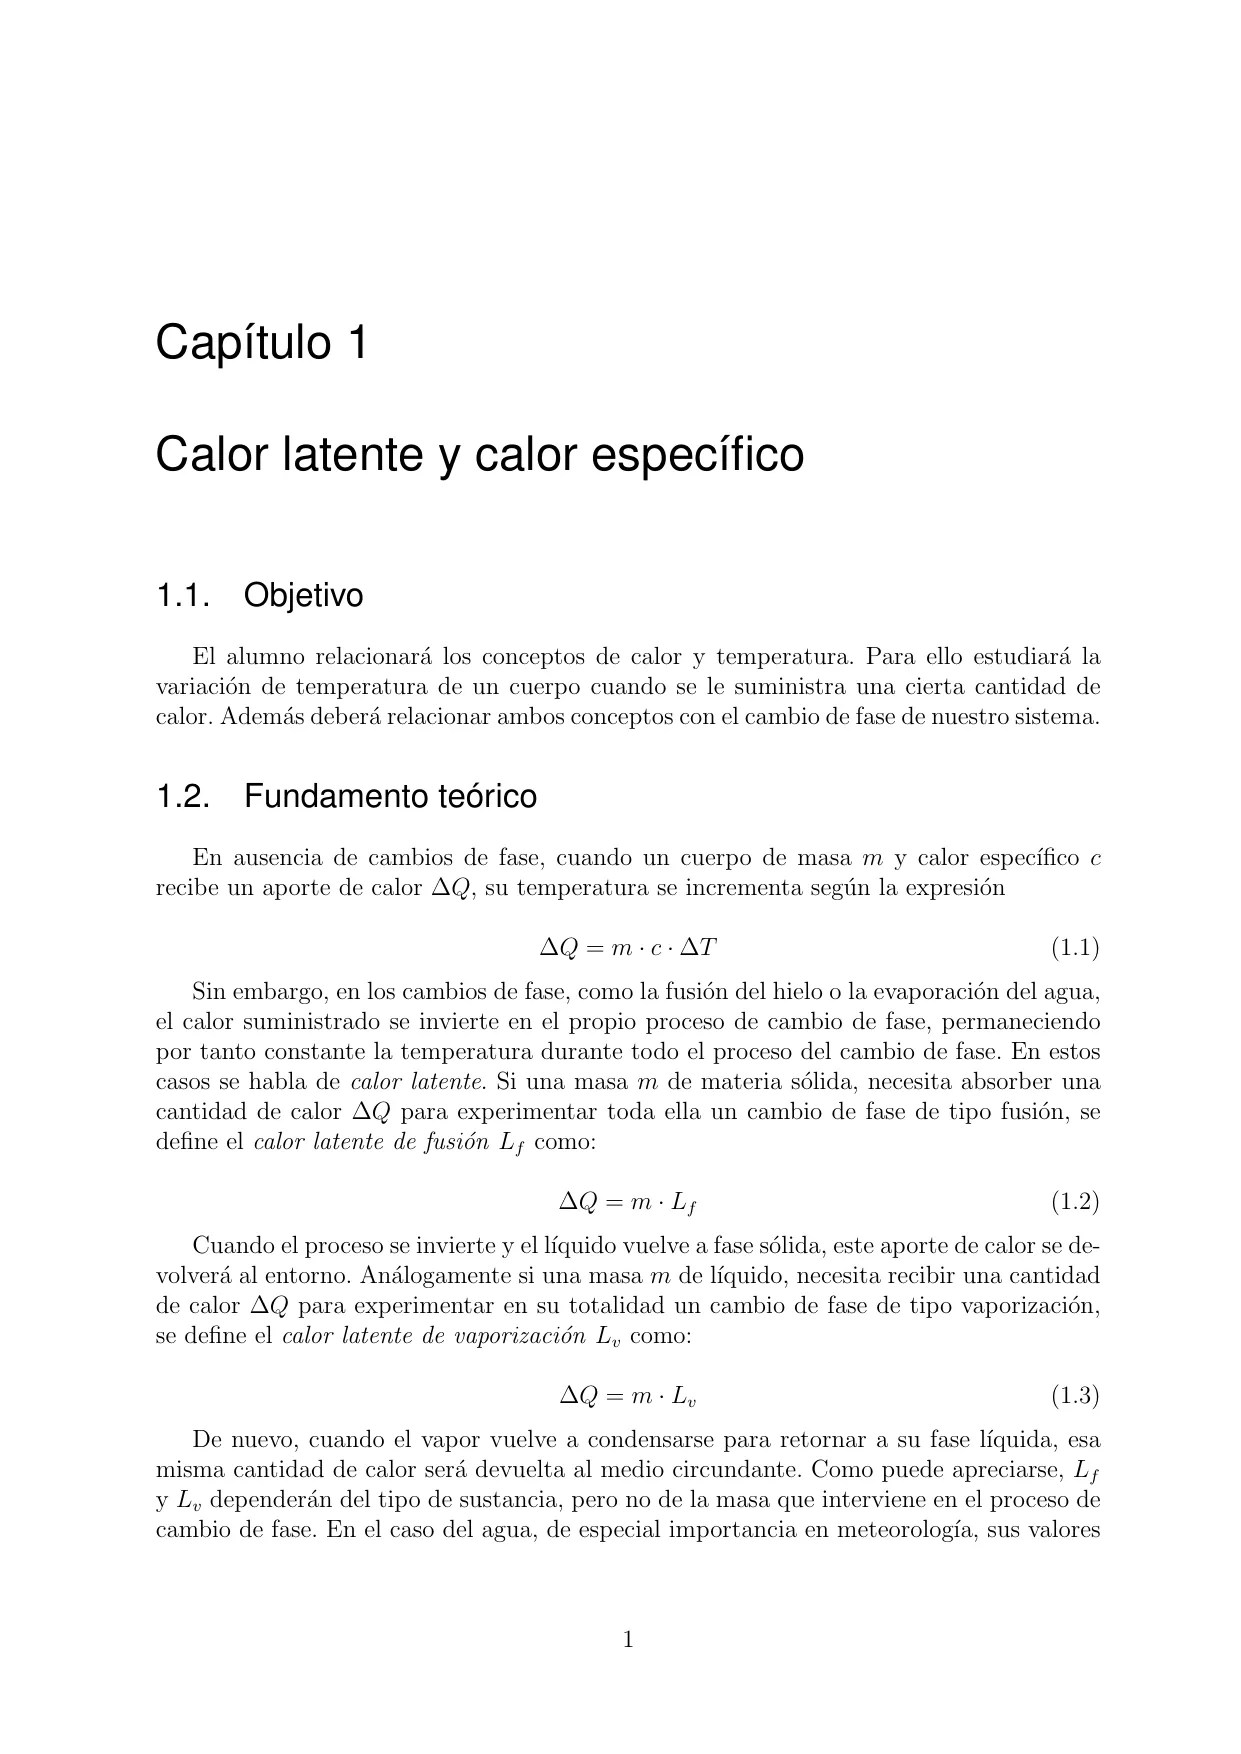 Capítulo 1
Calor latente y calor específico
1.1. Objetivo
El alumno relacionará los conceptos de calor y temperatura. Para ello estudiará la
variación de temperatura de un cuerpo cuando se le suministra una cierta cantidad de
calor. Además deberá relacionar ambos conceptos con el cambio de fase de nuestro sistema.
1.2. Fundamento teórico
En ausencia de cambios de fase, cuando un cuerpo de masa m y calor específico c
recibe un aporte de calor ΔQ, su temperatura se incrementa según la expresión
ΔQ = m · c · ΔT (1.1)
Sin embargo, en los cambios de fase, como la fusión del hielo o la evaporación del agua,
el calor suministrado se invierte en el propio proceso de cambio de fase, permaneciendo
por tanto constante la temperatura durante todo el proceso del cambio de fase. En estos
casos se habla de calor latente. Si una masa m de materia sólida, necesita absorber una
cantidad de calor ΔQ para experimentar toda ella un cambio de fase de tipo fusión, se
define el calor latente de fusión L_f como:
ΔQ = m · L_f (1.2)
Cuando el proceso se invierte y el líquido vuelve a fase sólida, este aporte de calor se de-
volverá al entorno. Análogamente si una masa m de líquido, necesita recibir una cantidad
de calor ΔQ para experimentar en su totalidad un cambio de fase de tipo vaporización,
se define el calor latente de vaporización L_v como:
ΔQ = m · L_v (1.3)
De nuevo, cuando el vapor vuelve a condensarse para retornar a su fase líquida, esa
misma cantidad de calor será devuelta al medio circundante. Como puede apreciarse, L_f
y L_v dependerán del tipo de sustancia, pero no de la masa que interviene en el proceso de
cambio de fase. En el caso del agua, de especial importancia en meteorología, sus valores
1